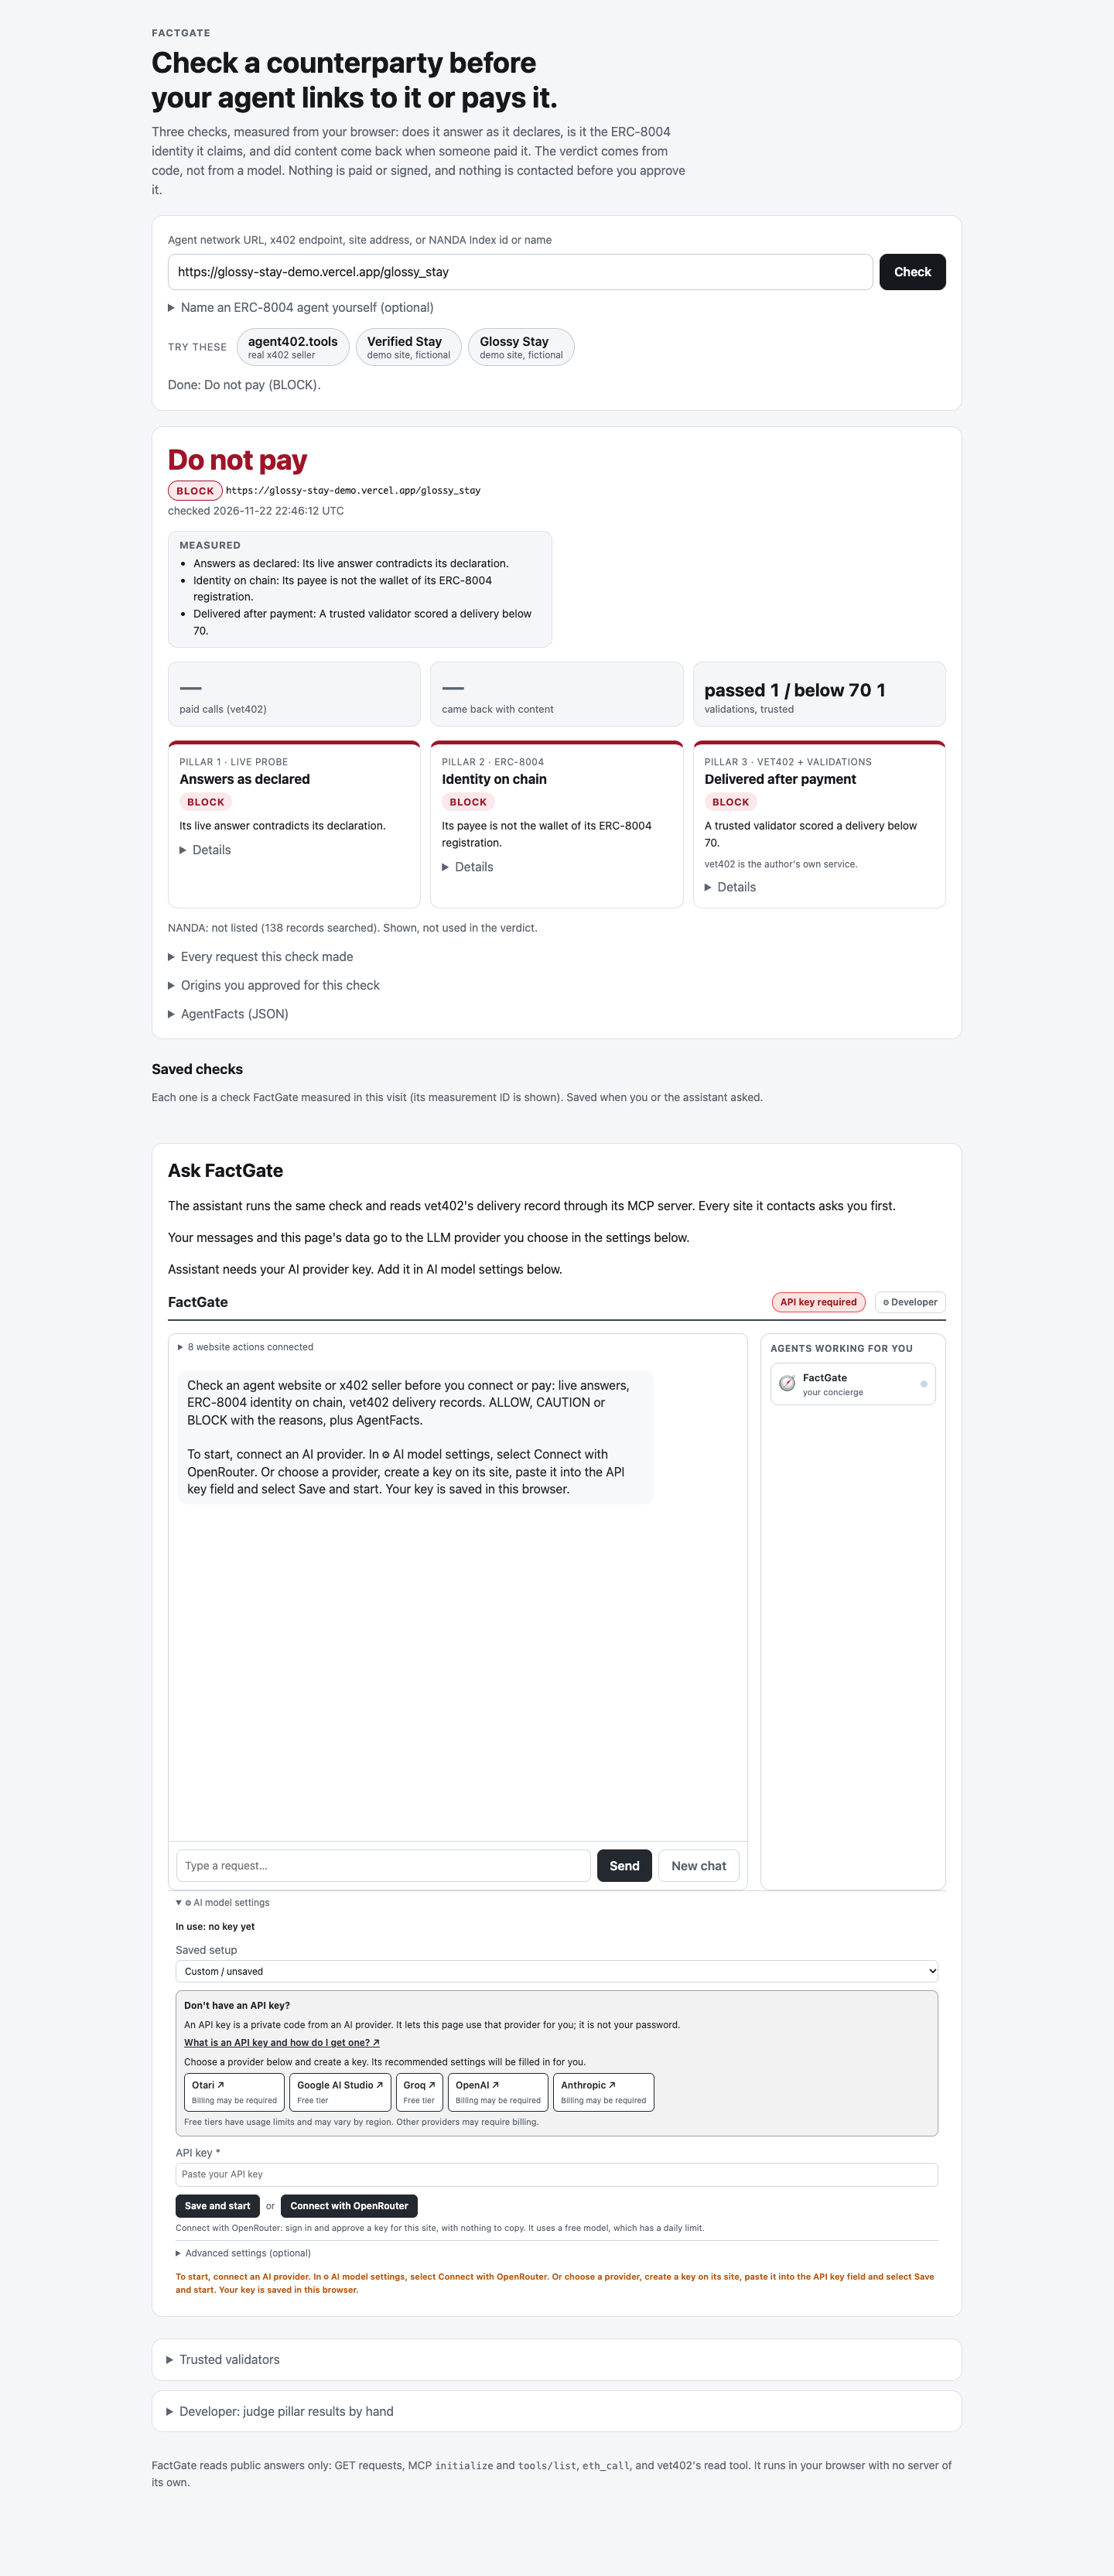 FACTGATE
Check a counterparty before
your agent links to it or pays it.
Three checks, measured from your browser: does it answer as it declares, is it the ERC-8004
identity it claims, and did content come back when someone paid it. The verdict comes from
code, not from a model. Nothing is paid or signed, and nothing is contacted before you approve
it.
Agent network URL, x402 endpoint, site address, or NANDA Index id or name
https://glossy-stay-demo.vercel.app/glossy_stay
Check
▶ Name an ERC-8004 agent yourself (optional)
TRY THESE
agent402.tools
real x402 seller
Verified Stay
demo site, fictional
Glossy Stay
demo site, fictional
Done: Do not pay (BLOCK).
Do not pay
BLOCK https://glossy-stay-demo.vercel.app/glossy_stay
checked 2026-11-22 22:46:12 UTC
MEASURED
• Answers as declared: Its live answer contradicts its declaration.
• Identity on chain: Its payee is not the wallet of its ERC-8004
registration.
• Delivered after payment: A trusted validator scored a delivery below
70.
—
paid calls (vet402)
—
came back with content
passed 1 / below 70 1
validations, trusted
PILLAR 1 · LIVE PROBE
Answers as declared
BLOCK
Its live answer contradicts its declaration.
▶ Details
PILLAR 2 · ERC-8004
Identity on chain
BLOCK
Its payee is not the wallet of its ERC-8004
registration.
▶ Details
PILLAR 3 · VET402 + VALIDATIONS
Delivered after payment
BLOCK
A trusted validator scored a delivery below
70.
vet402 is the author's own service.
▶ Details
NANDA: not listed (138 records searched). Shown, not used in the verdict.
▶ Every request this check made
▶ Origins you approved for this check
▶ AgentFacts (JSON)
Saved checks
Each one is a check FactGate measured in this visit (its measurement ID is shown). Saved when you or the assistant asked.
Ask FactGate
The assistant runs the same check and reads vet402's delivery record through its MCP server. Every site it contacts asks you first.
Your messages and this page's data go to the LLM provider you choose in the settings below.
Assistant needs your AI provider key. Add it in AI model settings below.
FactGate
API key required
⚙ Developer
▶ 8 website actions connected
Check an agent website or x402 seller before you connect or pay: live answers,
ERC-8004 identity on chain, vet402 delivery records. ALLOW, CAUTION or
BLOCK with the reasons, plus AgentFacts.
To start, connect an AI provider. In ⚙ AI model settings, select Connect with
OpenRouter. Or choose a provider, create a key on its site, paste it into the API
key field and select Save and start. Your key is saved in this browser.
AGENTS WORKING FOR YOU
FactGate
your concierge
Type a request...
Send
New chat
▼ ⚙ AI model settings
In use: no key yet
Saved setup
Custom / unsaved
Don't have an API key?
An API key is a private code from an AI provider. It lets this page use that provider for you; it is not your password.
What is an API key and how do I get one? ↗
Choose a provider below and create a key. Its recommended settings will be filled in for you.
Otari ↗
Billing may be required
Google AI Studio ↗
Free tier
Groq ↗
Free tier
OpenAI ↗
Billing may be required
Anthropic ↗
Billing may be required
Free tiers have usage limits and may vary by region. Other providers may require billing.
API key *
Paste your API key
Save and start
or
Connect with OpenRouter
Connect with OpenRouter: sign in and approve a key for this site, with nothing to copy. It uses a free model, which has a daily limit.
▶ Advanced settings (optional)
To start, connect an AI provider. In ⚙ AI model settings, select Connect with OpenRouter. Or choose a provider, create a key on its site, paste it into the API key field and select Save
and start. Your key is saved in this browser.
▶ Trusted validators
▶ Developer: judge pillar results by hand
FactGate reads public answers only: GET requests, MCP initialize and tools/list, eth_call, and vet402's read tool. It runs in your browser with no server of
its own.